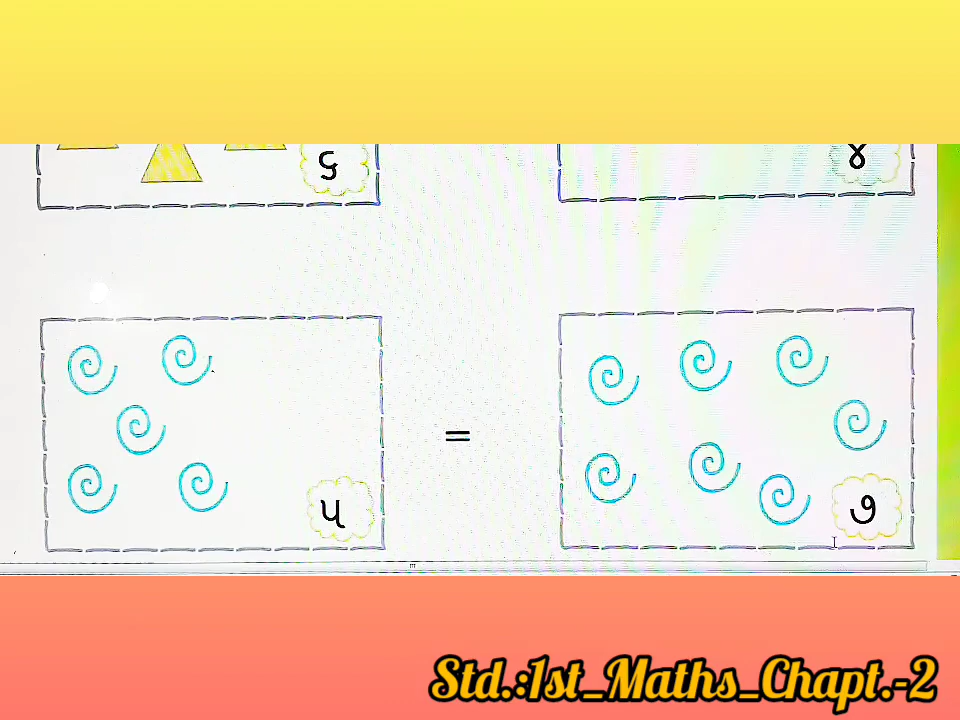 ૬ ૪
=
૫ ૭
Std.:1st_Maths_Chapt.-2